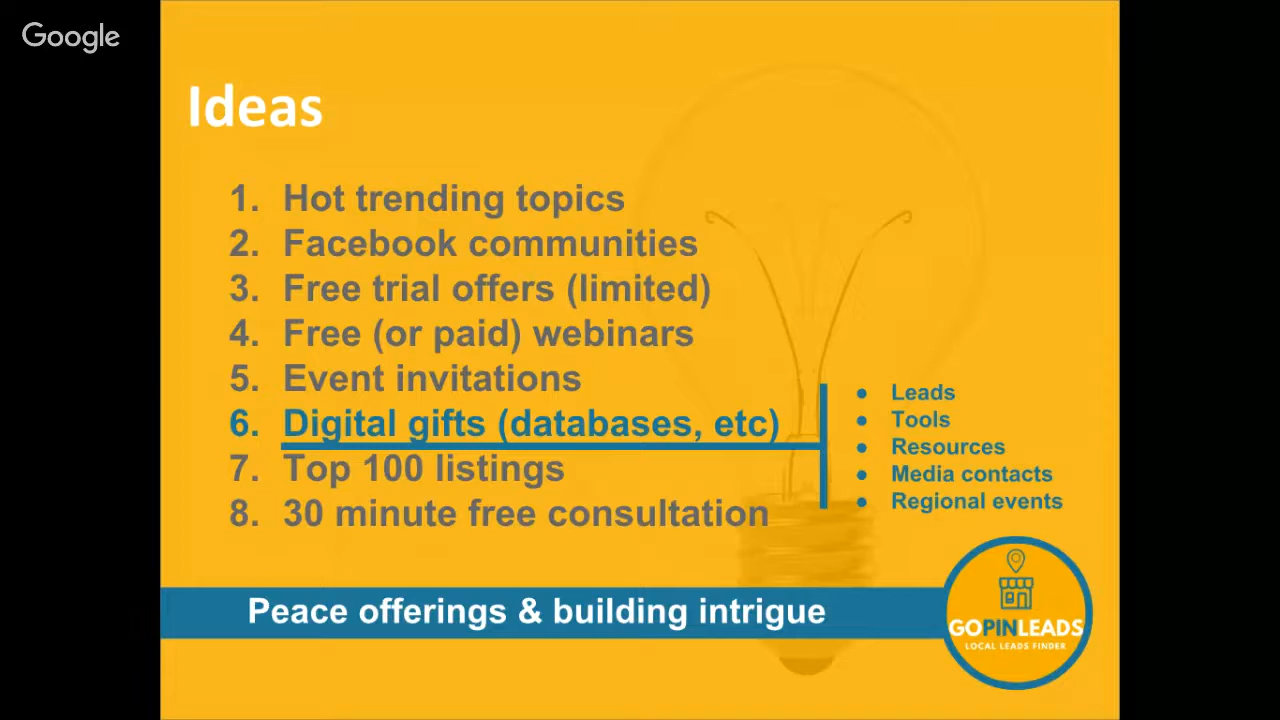 Google
Ideas
1. Hot trending topics
2. Facebook communities
3. Free trial offers (limited)
4. Free (or paid) webinars
5. Event invitations
6. Digital gifts (databases, etc)
7. Top 100 listings
8. 30 minute free consultation
● Leads
● Tools
● Resources
● Media contacts
● Regional events
Peace offerings & building intrigue
GOPINLEADS
LOCAL LEADS FINDER